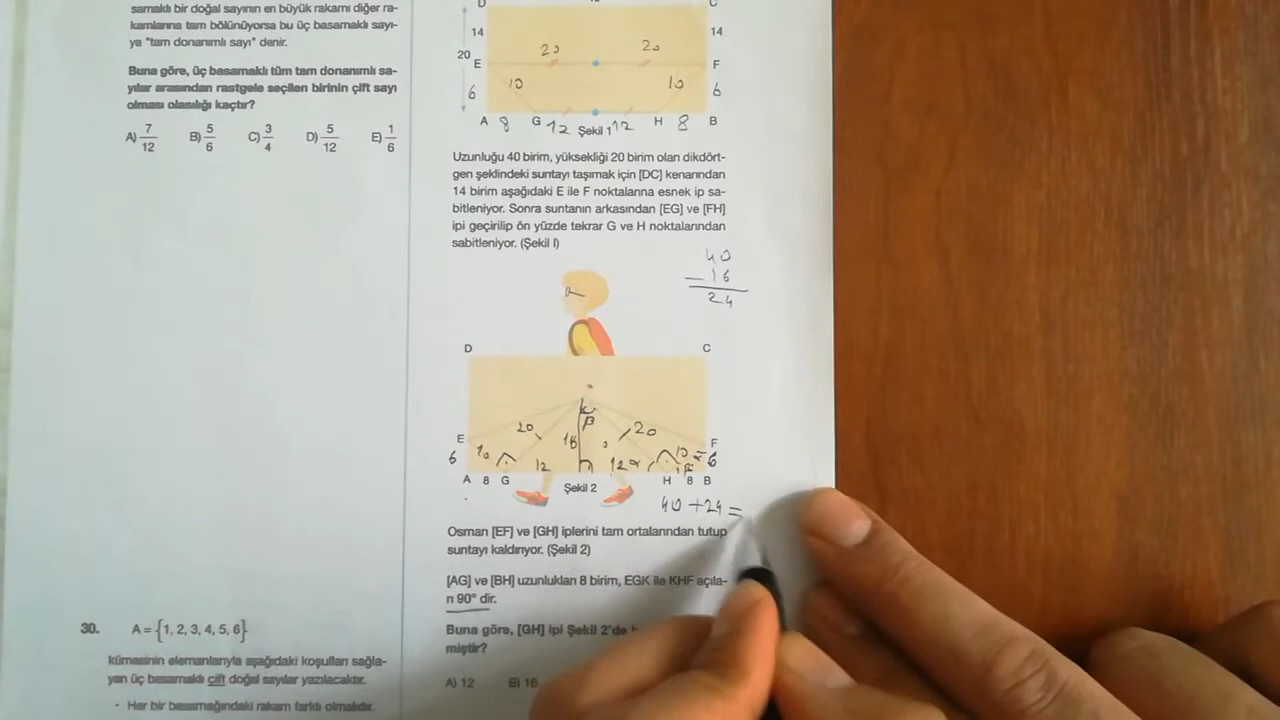 samaklı bir doğal sayının en büyük rakamı diğer ra-
kamlarına tam bölünüyorsa bu üç basamaklı sayı-
ya "tam donanımlı sayı" denir.
Buna göre, üç basamaklı tüm tam donanımlı sa-
yılar arasından rastgele seçilen birinin çift sayı
olması olasılığı kaçtır?
A) 7/12 B) 5/6 C) 3/4 D) 5/12 E) 1/6
30. A = {1, 2, 3, 4, 5, 6}
kümesinin elemanlarıyla aşağıdaki koşulları sağla-
yan üç basamaklı çift doğal sayılar yazılacaktır.
• Her bir basamağındaki rakam farklı olmalıdır.
D C
14 14
20 20 20
E F
10 10
6 6
A 8 G 12 Şekil 1 12 H 8 B
Uzunluğu 40 birim, yüksekliği 20 birim olan dikdört-
gen şeklindeki suntayı taşımak için [DC] kenarından
14 birim aşağıdaki E ile F noktalarına esnek ip sa-
bitleniyor. Sonra suntanın arkasından [EG] ve [FH]
ipi geçirilip ön yüzde tekrar G ve H noktalarından
sabitleniyor. (Şekil I)
40
- 16
24
D C
K
β
20 16 20
E F
6 10 12 12 α 10 6
A 8 G Şekil 2 H 8 B
40 + 24 =
Osman [EF] ve [GH] iplerini tam ortalarından tutup
suntayı kaldırıyor. (Şekil 2)
[AG] ve [BH] uzunlukları 8 birim, EGK ile KHF açıla-
n 90° dir.
Buna göre, [GH] ipi Şekil 2'de
miştir?
A) 12 B) 16